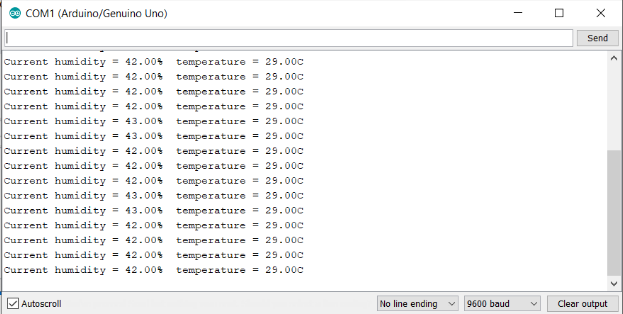 COM1 (Arduino/Genuino Uno)
Send
Current humidity = 42.00%  temperature = 29.00C
Current humidity = 42.00%  temperature = 29.00C
Current humidity = 42.00%  temperature = 29.00C
Current humidity = 42.00%  temperature = 29.00C
Current humidity = 43.00%  temperature = 29.00C
Current humidity = 43.00%  temperature = 29.00C
Current humidity = 42.00%  temperature = 29.00C
Current humidity = 42.00%  temperature = 29.00C
Current humidity = 42.00%  temperature = 29.00C
Current humidity = 43.00%  temperature = 29.00C
Current humidity = 43.00%  temperature = 29.00C
Current humidity = 42.00%  temperature = 29.00C
Current humidity = 42.00%  temperature = 29.00C
Current humidity = 42.00%  temperature = 29.00C
Current humidity = 42.00%  temperature = 29.00C
Autoscroll No line ending 9600 baud Clear output